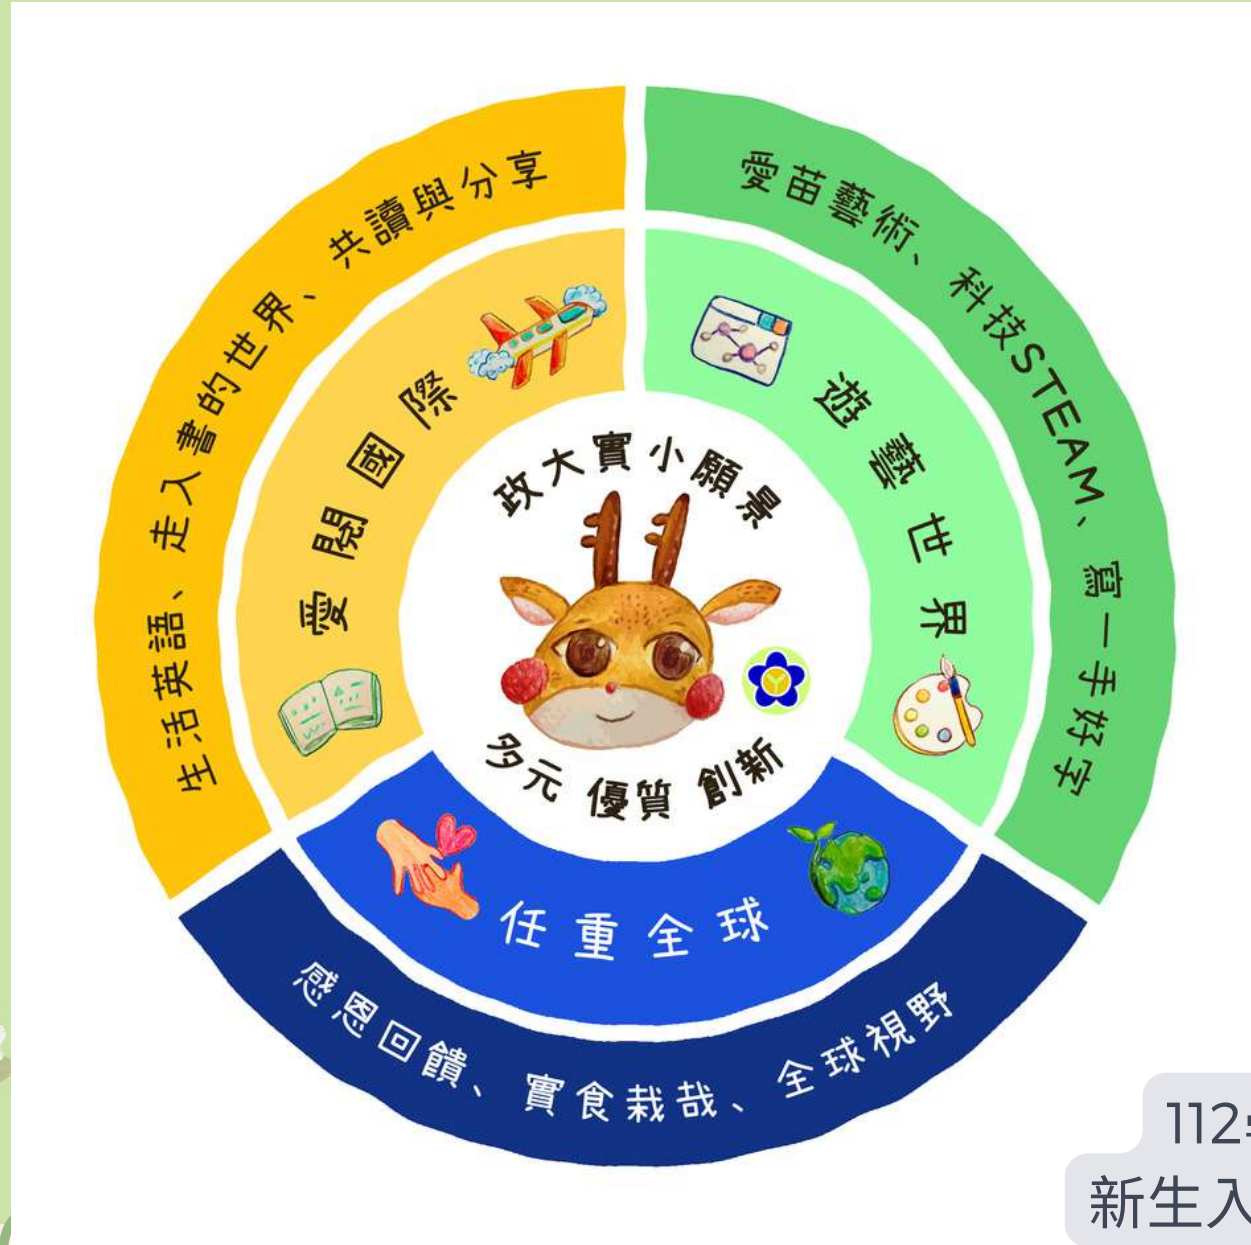 政大實小願景
多元 優質 創新
愛閱國際
生活英語、走入書的世界、共讀與分享
遊藝世界
愛苗藝術、科技STEAM、寫一手好字
任重全球
感恩回饋、實食栽哉、全球視野
112
新生入